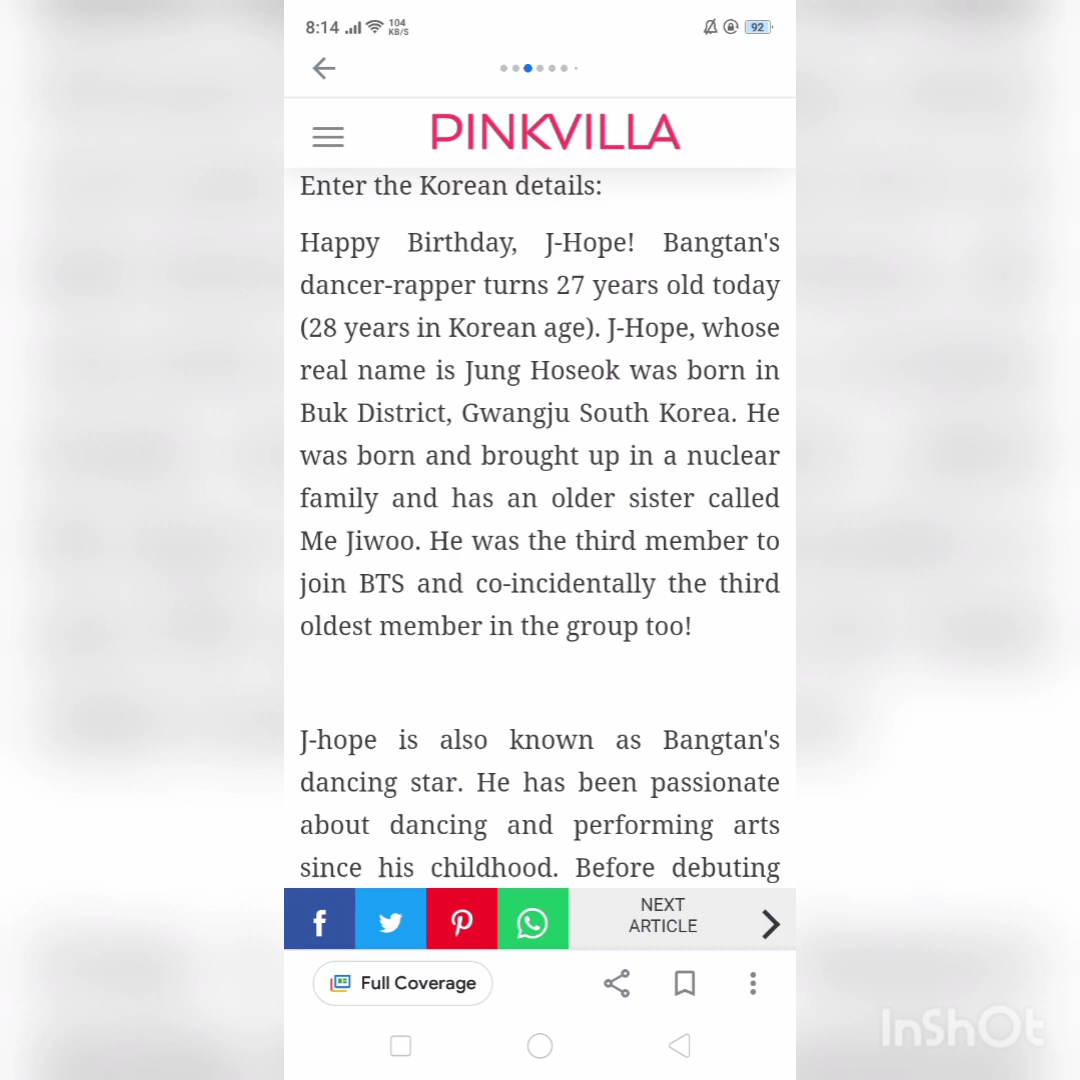 8:14 104 KB/S 92
PINKVILLA
Enter the Korean details:
Happy Birthday, J-Hope! Bangtan's
dancer-rapper turns 27 years old today
(28 years in Korean age). J-Hope, whose
real name is Jung Hoseok was born in
Buk District, Gwangju South Korea. He
was born and brought up in a nuclear
family and has an older sister called
Me Jiwoo. He was the third member to
join BTS and co-incidentally the third
oldest member in the group too!
J-hope is also known as Bangtan's
dancing star. He has been passionate
about dancing and performing arts
since his childhood. Before debuting
NEXT
ARTICLE
Full Coverage
InShOt